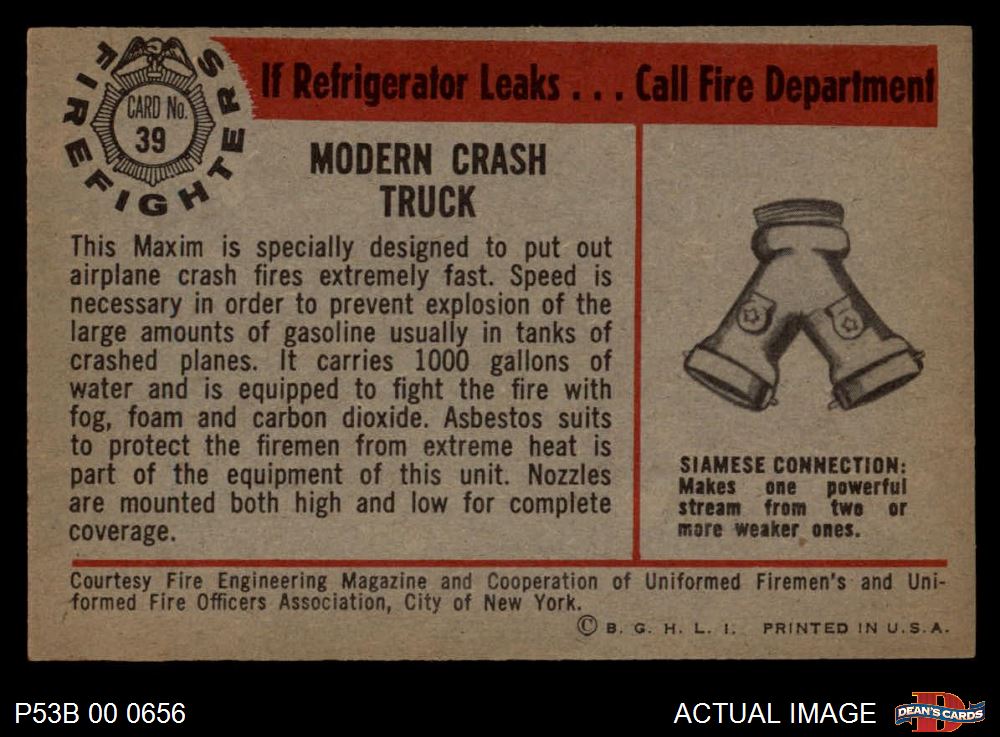 FIREFIGHTERS
CARD No.
39
If Refrigerator Leaks . . . Call Fire Department
MODERN CRASH
TRUCK
This Maxim is specially designed to put out
airplane crash fires extremely fast. Speed is
necessary in order to prevent explosion of the
large amounts of gasoline usually in tanks of
crashed planes. It carries 1000 gallons of
water and is equipped to fight the fire with
fog, foam and carbon dioxide. Asbestos suits
to protect the firemen from extreme heat is
part of the equipment of this unit. Nozzles
are mounted both high and low for complete
coverage.
SIAMESE CONNECTION:
Makes one powerful
stream from two or
more weaker ones.
Courtesy Fire Engineering Magazine and Cooperation of Uniformed Firemen's and Uni-
formed Fire Officers Association, City of New York.
© B. G. H. L. I. PRINTED IN U.S.A.
P53B 00 0656
ACTUAL IMAGE
D
DEAN'S CARDS